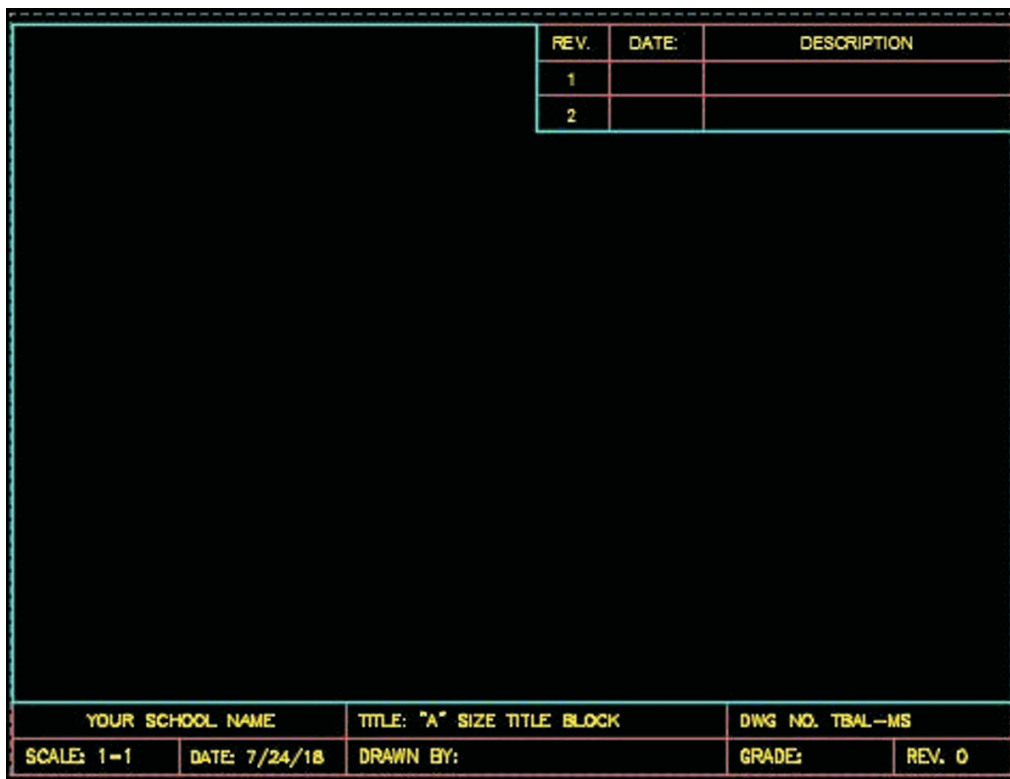 REV. DATE: DESCRIPTION
1
2
YOUR SCHOOL NAME TITLE: "A" SIZE TITLE BLOCK DWG NO. TBAL-MS
SCALE: 1-1 DATE: 7/24/18 DRAWN BY: GRADE: REV. 0